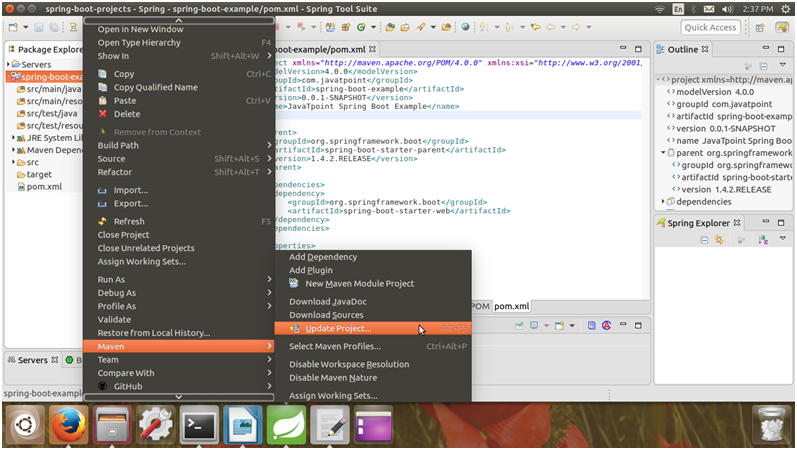 spring-boot-projects - Spring - spring-boot-example/pom.xml - Spring Tool Suite
En
2:37 PM
Quick Access
Package Explorer
Servers
spring-boot-exa
src/main/java
src/main/reso
src/test/java
src/test/resou
JRE System Lib
Maven Depend
src
target
pom.xml
Open in New Window
Open Type Hierarchy F4
Show In Shift+Alt+W
Copy Ctrl+C
Copy Qualified Name
Paste Ctrl+V
Delete
Remove from Context
Build Path
Source Shift+Alt+S
Refactor Shift+Alt+T
Import...
Export...
Refresh F5
Close Project
Close Unrelated Projects
Assign Working Sets...
Run As
Debug As
Profile As
Validate
Restore from Local History...
Maven
Team
Compare With
GitHub
Add Dependency
Add Plugin
New Maven Module Project
Download JavaDoc
Download Sources
Update Project...
Select Maven Profiles... Ctrl+Alt+P
Disable Workspace Resolution
Disable Maven Nature
Assign Working Sets...
oot-example/pom.xml
ect xmlns="http://maven.apache.org/POM/4.0.0" xmlns:xsi="http://www.w3.org/2001/
delVersion>4.0.0</modelVersion>
oupId>com.javatpoint</groupId>
tifactId>spring-boot-example</artifactId>
rsion>0.0.1-SNAPSHOT</version>
me>JavaTpoint Spring Boot Example</name>
rent>
<groupId>org.springframework.boot</groupId>
<artifactId>spring-boot-starter-parent</artifactId>
<version>1.4.2.RELEASE</version>
arent>
pendencies>
dependency>
<groupId>org.springframework.boot</groupId>
<artifactId>spring-boot-starter-web</artifactId>
/dependency>
ependencies>
operties>
POM
pom.xml
Outline
project xmlns=http://maven.
modelVersion 4.0.0
groupId com.javatpoint
artifactId spring-boot-examp
version 0.0.1-SNAPSHOT
name JavaTpoint Spring Boo
parent org.springframework
groupId org.springframewo
artifactId spring-boot-starte
version 1.4.2.RELEASE
dependencies
Spring Explorer
Servers
B
spring-boot-example